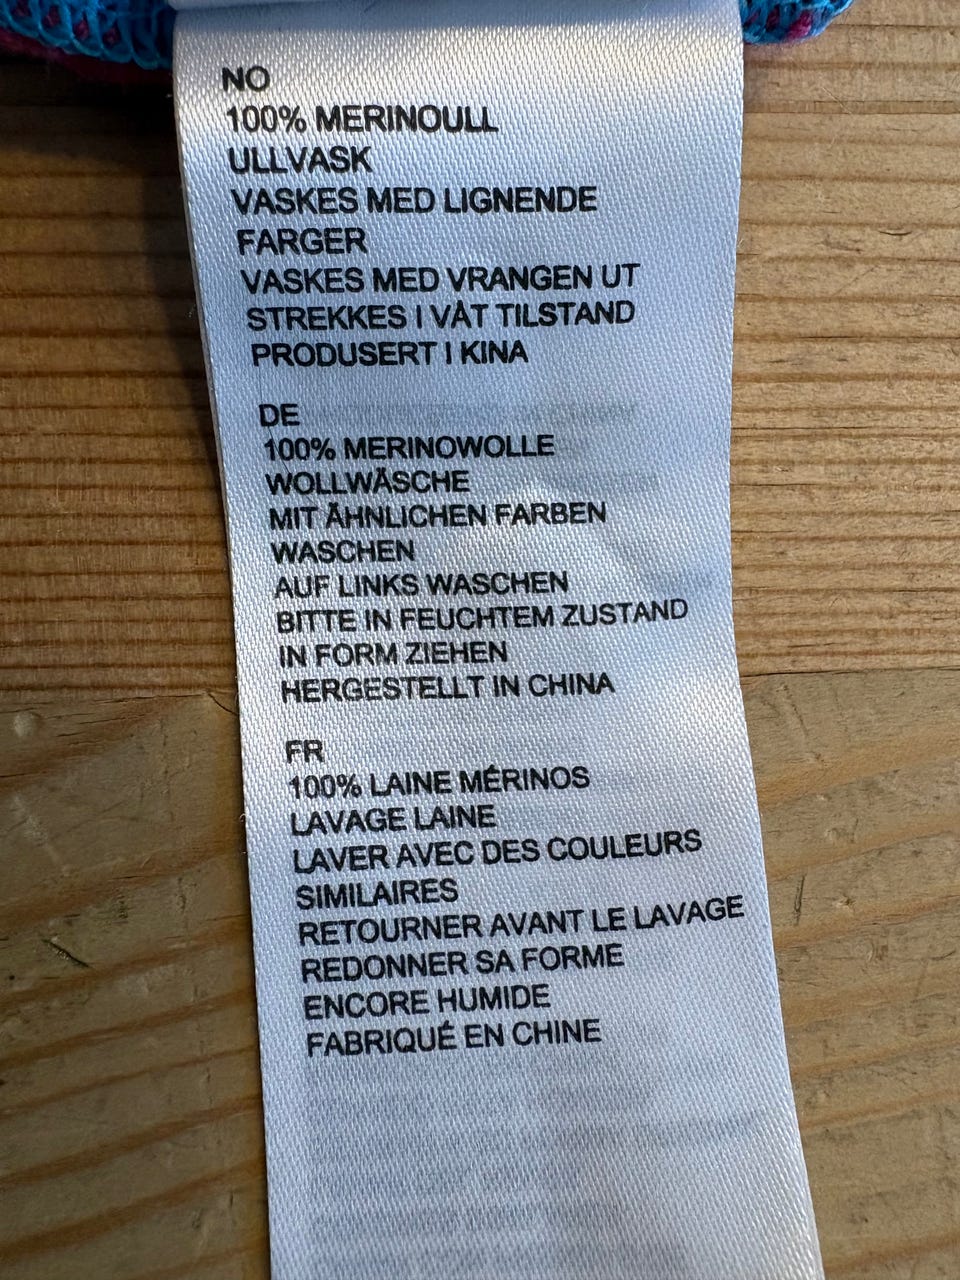 NO
100% MERINOULL
ULLVASK
VASKES MED LIGNENDE
FARGER
VASKES MED VRANGEN UT
STREKKES I VÅT TILSTAND
PRODUSERT I KINA
DE
100% MERINOWOLLE
WOLLWÄSCHE
MIT ÄHNLICHEN FARBEN
WASCHEN
AUF LINKS WASCHEN
BITTE IN FEUCHTEM ZUSTAND
IN FORM ZIEHEN
HERGESTELLT IN CHINA
FR
100% LAINE MÉRINOS
LAVAGE LAINE
LAVER AVEC DES COULEURS
SIMILAIRES
RETOURNER AVANT LE LAVAGE
REDONNER SA FORME
ENCORE HUMIDE
FABRIQUÉ EN CHINE